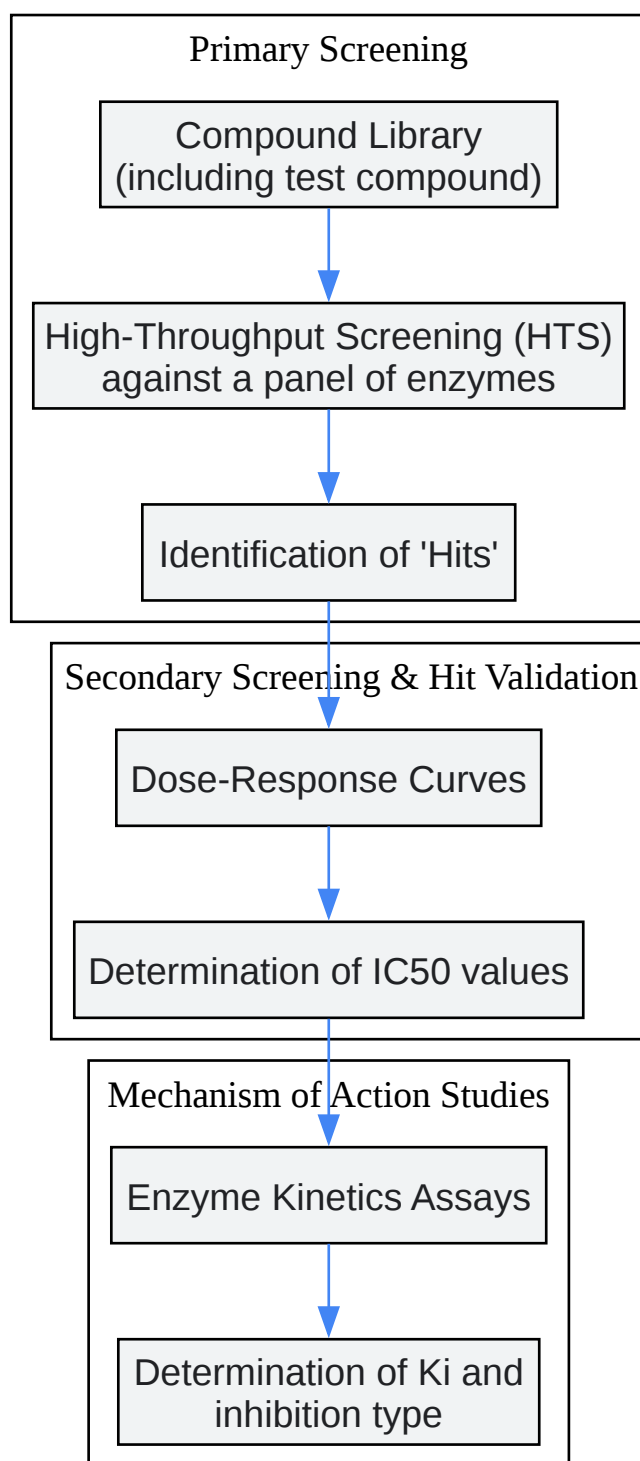 Primary Screening
Compound Library
(including test compound)
High-Throughput Screening (HTS)
against a panel of enzymes
Identification of 'Hits'
Secondary Screening & Hit Validation
Dose-Response Curves
Determination of IC50 values
Mechanism of Action Studies
Enzyme Kinetics Assays
Determination of Ki and
inhibition type